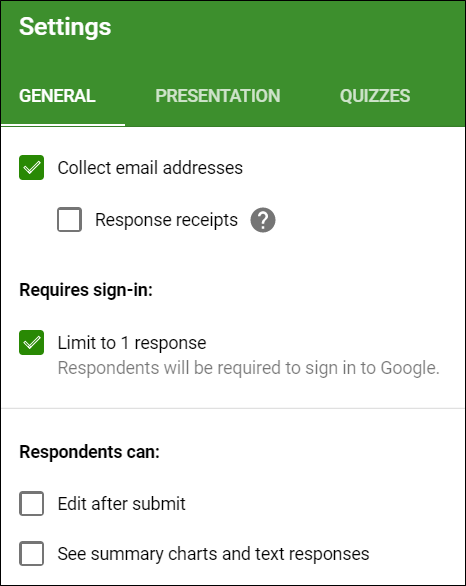 Settings
GENERAL PRESENTATION QUIZZES
Collect email addresses
Response receipts ?
Requires sign-in:
Limit to 1 response
Respondents will be required to sign in to Google.
Respondents can:
Edit after submit
See summary charts and text responses